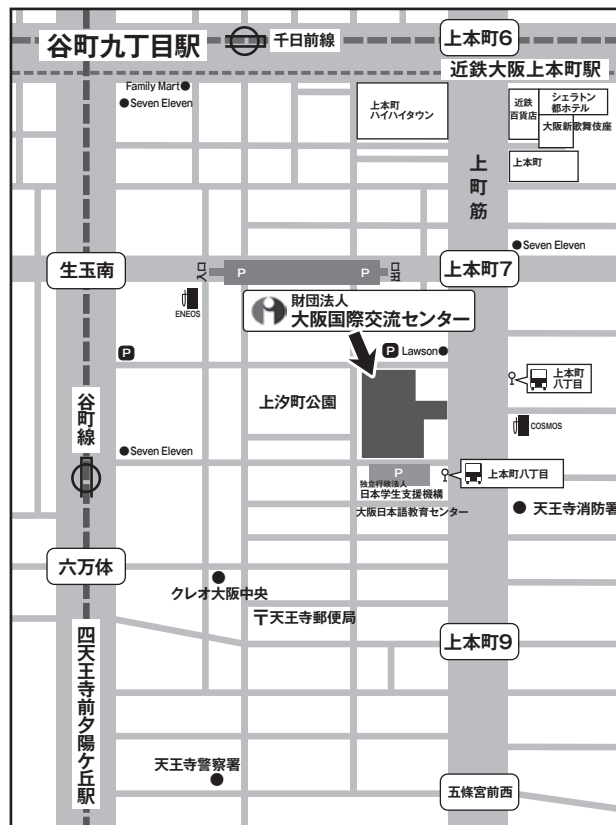 谷町九丁目駅
千日前線
上本町6
近鉄大阪上本町駅
Family Mart
Seven Eleven
上本町
ハイハイタウン
近鉄
百貨店
シェラトン
都ホテル
大阪新歌舞伎座
上本町
上町筋
Seven Eleven
生玉南
入口
P
P
出口
上本町7
ENEOS
財団法人
大阪国際交流センター
P
P
Lawson
上本町
八丁目
谷町線
上汐町公園
COSMOS
Seven Eleven
P
上本町八丁目
独立行政法人
日本学生支援機構
大阪日本語教育センター
天王寺消防署
六万体
クレオ大阪中央
〒天王寺郵便局
上本町9
四天王寺前夕陽ケ丘駅
天王寺警察署
五條宮前西